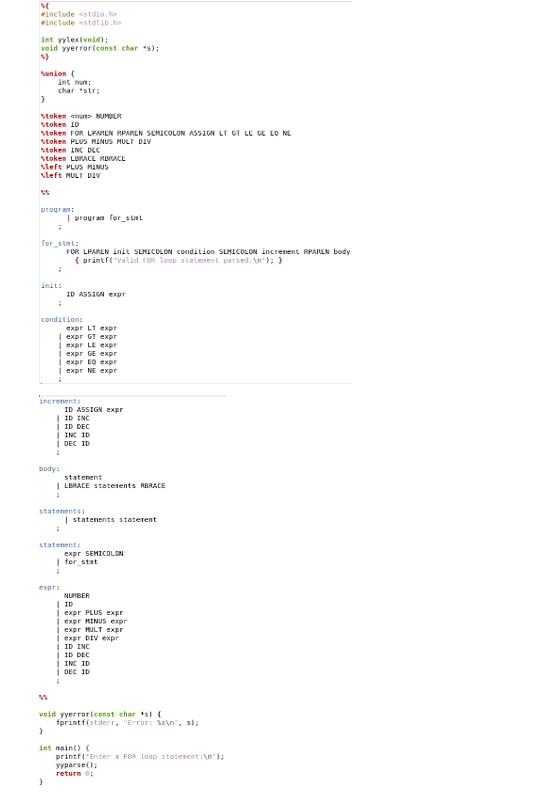 %{
#include <stdio.h>
#include <stdlib.h>

int yylex(void);
void yyerror(const char *s);
%}

%union {
    int num;
    char *str;
}

%token <num> NUMBER
%token ID
%token FOR LPAREN RPAREN SEMICOLON ASSIGN LT GT LE GE EQ NE
%token PLUS MINUS MULT DIV
%token INC DEC
%token LBRACE RBRACE
%left PLUS MINUS
%left MULT DIV

%%

program:
      | program for_stmt
    ;

for_stmt:
      FOR LPAREN init SEMICOLON condition SEMICOLON increment RPAREN body
        { printf("Valid FOR loop statement parsed.\n"); }
    ;

init:
      ID ASSIGN expr
    ;

condition:
      expr LT expr
    | expr GT expr
    | expr LE expr
    | expr GE expr
    | expr EQ expr
    | expr NE expr
    ;

increment:
      ID ASSIGN expr
    | ID INC
    | ID DEC
    | INC ID
    | DEC ID
    ;

body:
      statement
    | LBRACE statements RBRACE
    ;

statements:
      | statements statement
    ;

statement:
      expr SEMICOLON
    | for_stmt
    ;

expr:
      NUMBER
    | ID
    | expr PLUS expr
    | expr MINUS expr
    | expr MULT expr
    | expr DIV expr
    | ID INC
    | ID DEC
    | INC ID
    | DEC ID
    ;

%%

void yyerror(const char *s) {
    fprintf(stderr, "Error: %s\n", s);
}

int main() {
    printf("Enter a FOR loop statement:\n");
    yyparse();
    return 0;
}